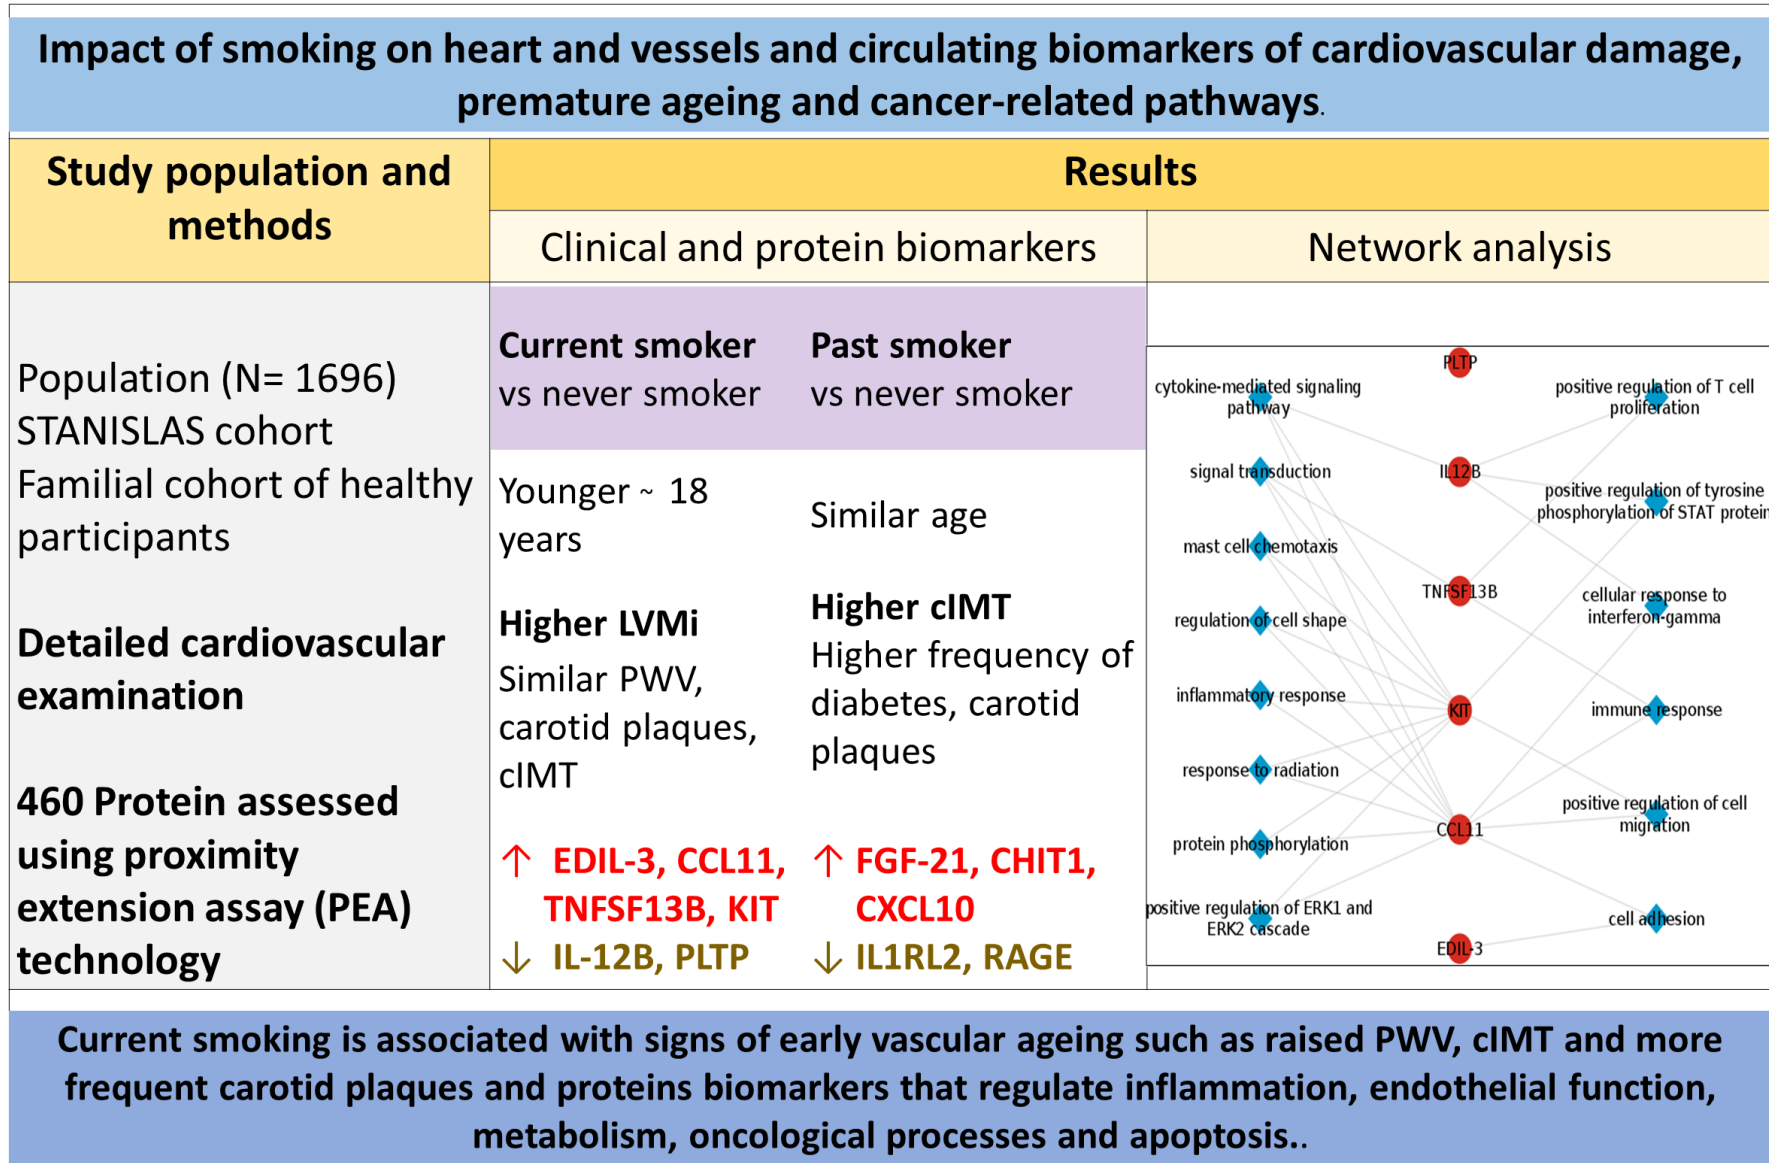 Impact of smoking on heart and vessels and circulating biomarkers of cardiovascular damage,
premature ageing and cancer-related pathways.
Study population and
methods
Results
Clinical and protein biomarkers
Network analysis
Population (N= 1696)
STANISLAS cohort
Familial cohort of healthy
participants
Detailed cardiovascular
examination
460 Protein assessed
using proximity
extension assay (PEA)
technology
Current smoker
vs never smoker
Younger ~ 18
years
Higher LVMi
Similar PWV,
carotid plaques,
cIMT
↑ EDIL-3, CCL11,
TNFSF13B, KIT
↓ IL-12B, PLTP
Past smoker
vs never smoker
Similar age
Higher cIMT
Higher frequency of
diabetes, carotid
plaques
↑ FGF-21, CHIT1,
CXCL10
↓ IL1RL2, RAGE
cytokine-mediated signaling
pathway
signal transduction
mast cell chemotaxis
regulation of cell shape
inflammatory response
response to radiation
protein phosphorylation
positive regulation of ERK1 and
ERK2 cascade
PLTP
IL12B
TNFSF13B
KIT
CCL11
EDIL-3
positive regulation of T cell
proliferation
positive regulation of tyrosine
phosphorylation of STAT protein
cellular response to
interferon-gamma
immune response
positive regulation of cell
migration
cell adhesion
Current smoking is associated with signs of early vascular ageing such as raised PWV, cIMT and more
frequent carotid plaques and proteins biomarkers that regulate inflammation, endothelial function,
metabolism, oncological processes and apoptosis..